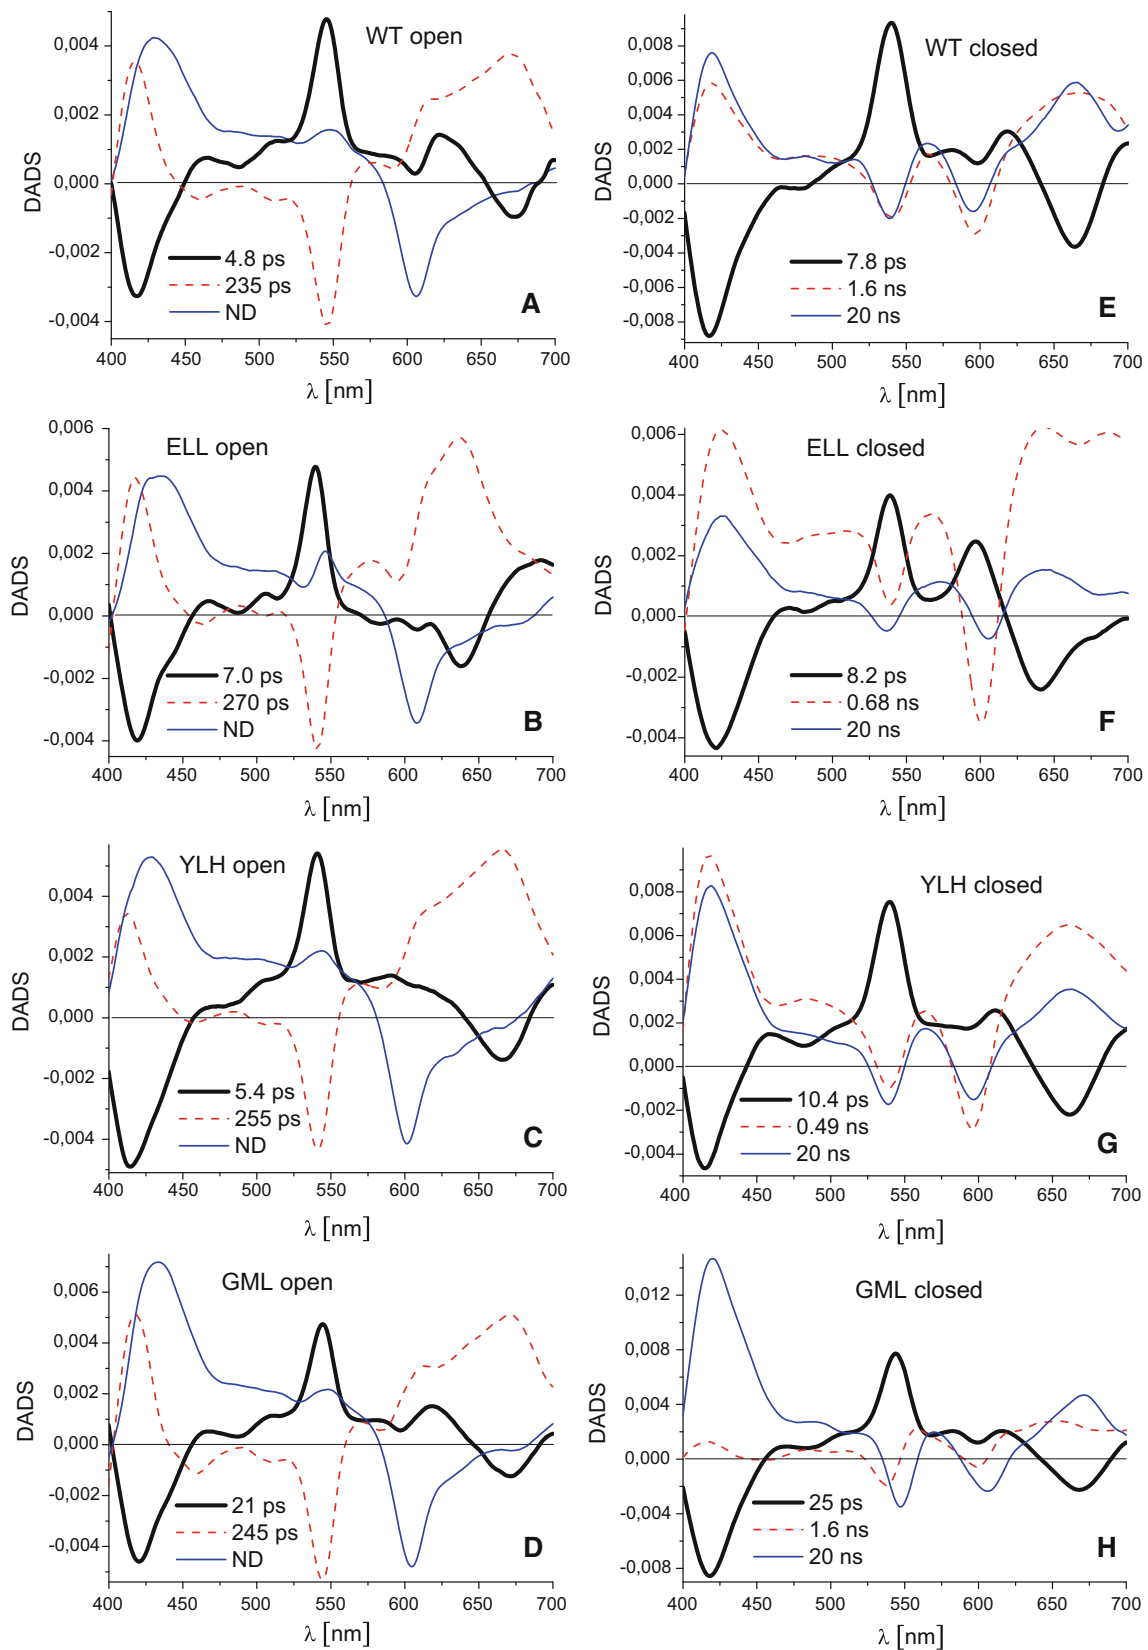 WT open
0,004
0,002
0,000
-0,002
-0,004
DADS
4.8 ps
235 ps
ND
A
400 450 500 550 600 650 700
λ [nm]
WT closed
0,008
0,006
0,004
0,002
0,000
-0,002
-0,004
-0,006
-0,008
DADS
7.8 ps
1.6 ns
20 ns
E
400 450 500 550 600 650 700
λ [nm]
ELL open
0,006
0,004
0,002
0,000
-0,002
-0,004
DADS
7.0 ps
270 ps
ND
B
400 450 500 550 600 650 700
λ [nm]
ELL closed
0,006
0,004
0,002
0,000
-0,002
-0,004
DADS
8.2 ps
0.68 ns
20 ns
F
400 450 500 550 600 650 700
λ [nm]
YLH open
0,004
0,002
0,000
-0,002
-0,004
DADS
5.4 ps
255 ps
ND
C
400 450 500 550 600 650 700
λ [nm]
YLH closed
0,008
0,006
0,004
0,002
0,000
-0,002
-0,004
DADS
10.4 ps
0.49 ns
20 ns
G
400 450 500 550 600 650 700
λ [nm]
GML open
0,006
0,004
0,002
0,000
-0,002
-0,004
DADS
21 ps
245 ps
ND
D
400 450 500 550 600 650 700
λ [nm]
GML closed
0,012
0,008
0,004
0,000
-0,004
-0,008
DADS
25 ps
1.6 ns
20 ns
H
400 450 500 550 600 650 700
λ [nm]